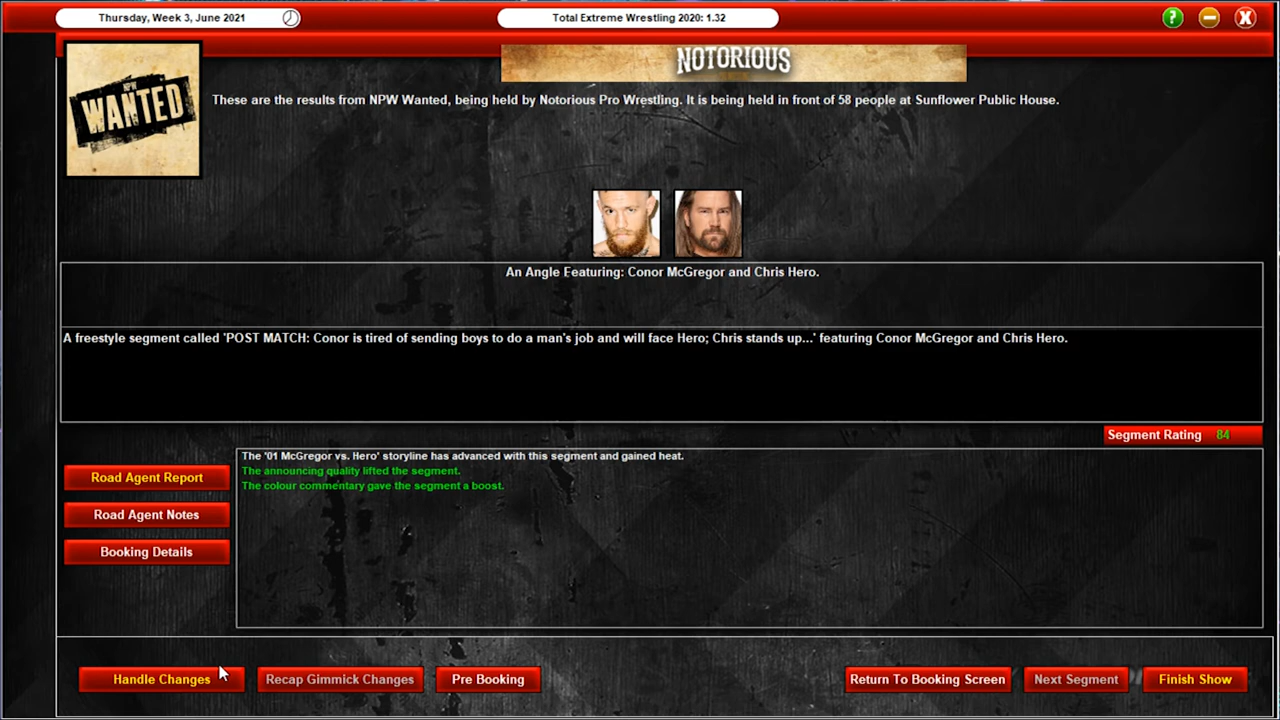 Thursday, Week 3, June 2021
Total Extreme Wrestling 2020: 1.32
?
X
NPW
WANTED
NOTORIOUS
These are the results from NPW Wanted, being held by Notorious Pro Wrestling. It is being held in front of 58 people at Sunflower Public House.
An Angle Featuring: Conor McGregor and Chris Hero.
A freestyle segment called 'POST MATCH: Conor is tired of sending boys to do a man's job and will face Hero; Chris stands up...' featuring Conor McGregor and Chris Hero.
Segment Rating 84
The '01 McGregor vs. Hero' storyline has advanced with this segment and gained heat.
The announcing quality lifted the segment.
The colour commentary gave the segment a boost.
Road Agent Report
Road Agent Notes
Booking Details
Handle Changes
Recap Gimmick Changes
Pre Booking
Return To Booking Screen
Next Segment
Finish Show